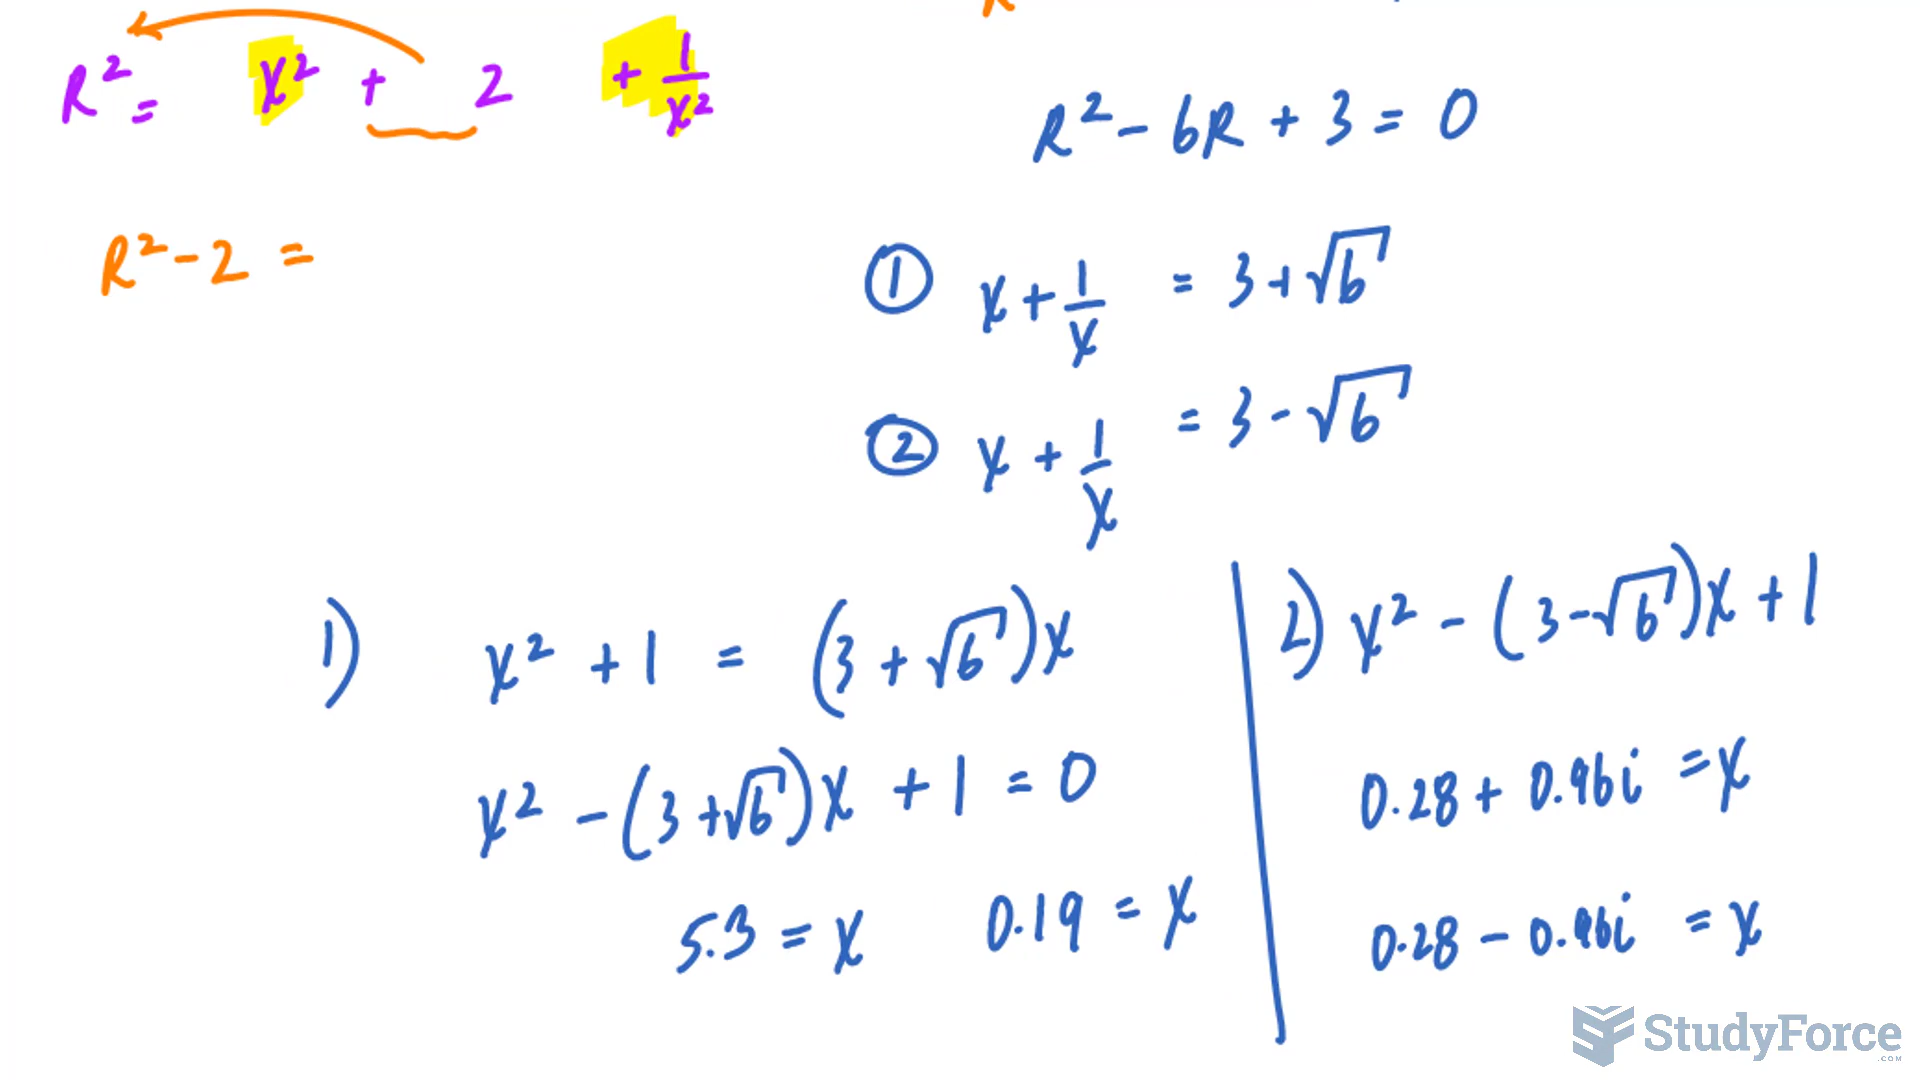 R² = x² + 2 + 1/x²
R² - 6R + 3 = 0
R² - 2 =
① x + 1/x = 3 + √6
② x + 1/x = 3 - √6
1) x² + 1 = (3 + √6)x
x² - (3 + √6)x + 1 = 0
5.3 = x 0.19 = x
2) x² - (3 - √6)x + 1
0.28 + 0.96i = x
0.28 - 0.96i = x
StudyForce
.COM